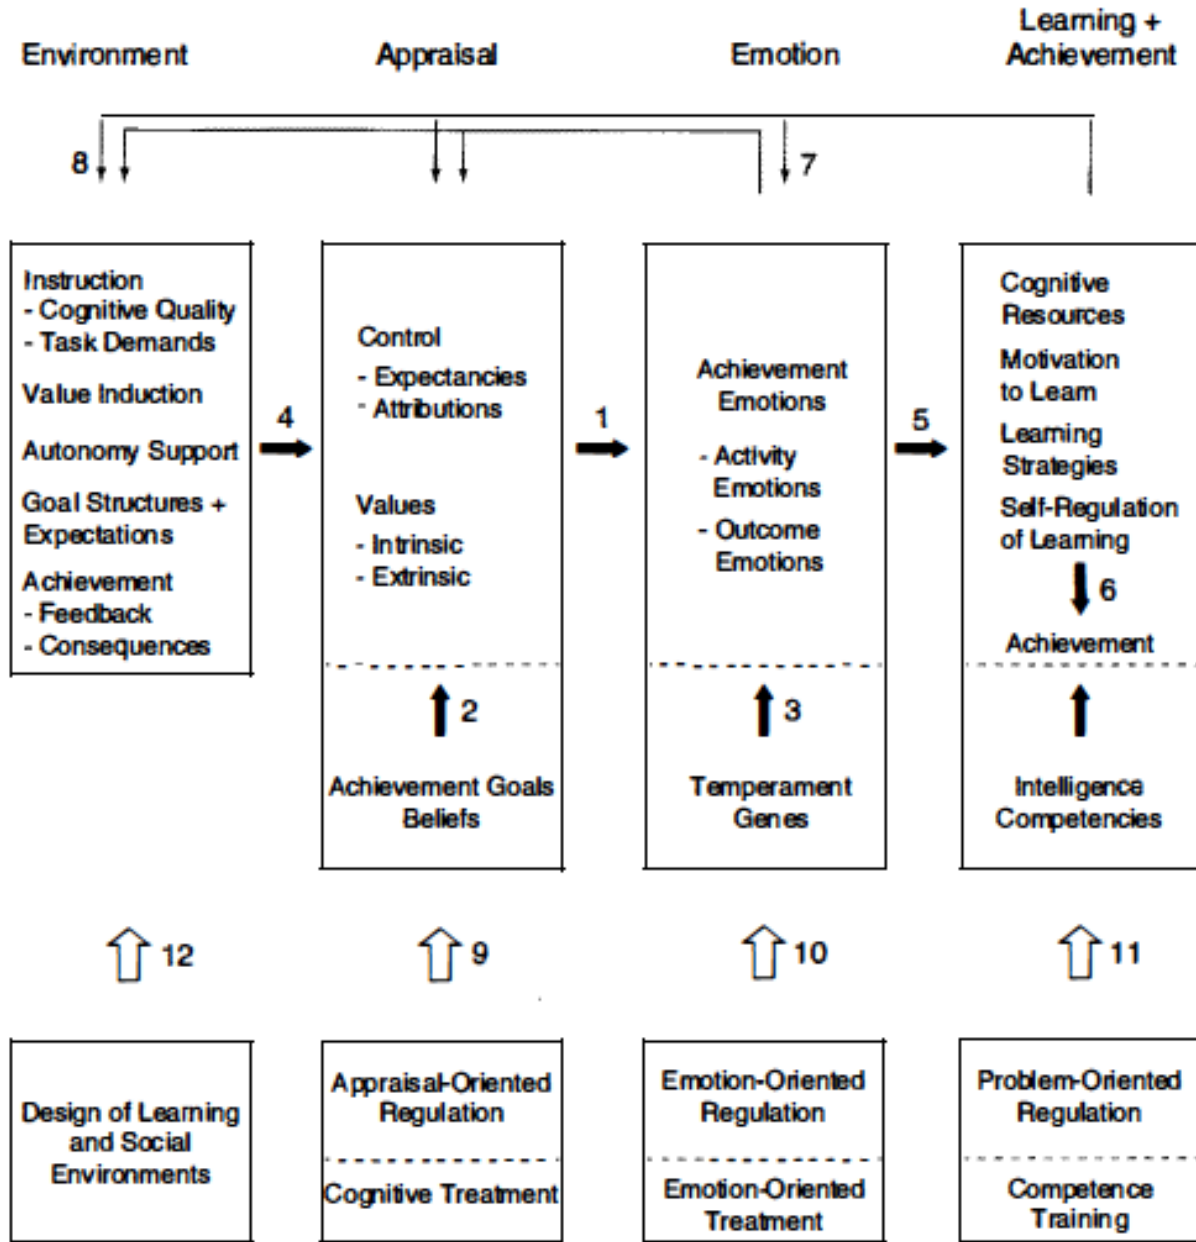 Environment
Appraisal
Emotion
Learning +
Achievement
8
7
Instruction
- Cognitive Quality
- Task Demands
Value Induction
Autonomy Support
Goal Structures +
Expectations
Achievement
- Feedback
- Consequences
4
Control
- Expectancies
- Attributions
Values
- Intrinsic
- Extrinsic
2
Achievement Goals
Beliefs
1
Achievement
Emotions
- Activity
Emotions
- Outcome
Emotions
3
Temperament
Genes
5
Cognitive
Resources
Motivation
to Learn
Learning
Strategies
Self-Regulation
of Learning
6
Achievement
Intelligence
Competencies
12
9
10
11
Design of Learning
and Social
Environments
Appraisal-Oriented
Regulation
Cognitive Treatment
Emotion-Oriented
Regulation
Emotion-Oriented
Treatment
Problem-Oriented
Regulation
Competence
Training